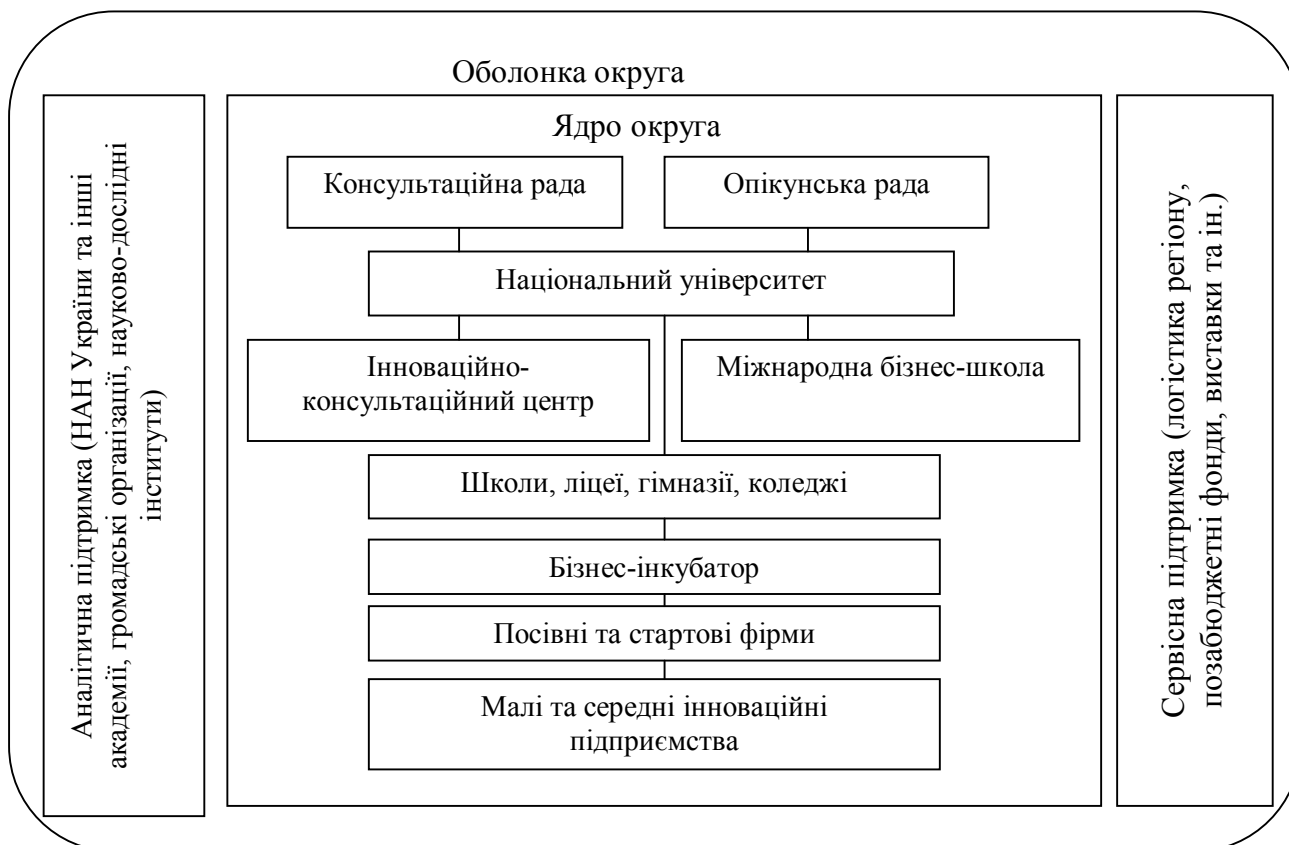 Оболонка округа
Аналітична підтримка (НАН України та інші
академії, громадські організації, науково-дослідні
інститути)
Ядро округа
Консультаційна рада
Опікунська рада
Національний університет
Інноваційно-
консультаційний центр
Міжнародна бізнес-школа
Школи, ліцеї, гімназії, коледжі
Бізнес-інкубатор
Посівні та стартові фірми
Малі та середні інноваційні
підприємства
Сервісна підтримка (логістика регіону,
позабюджетні фонди, виставки та ін.)